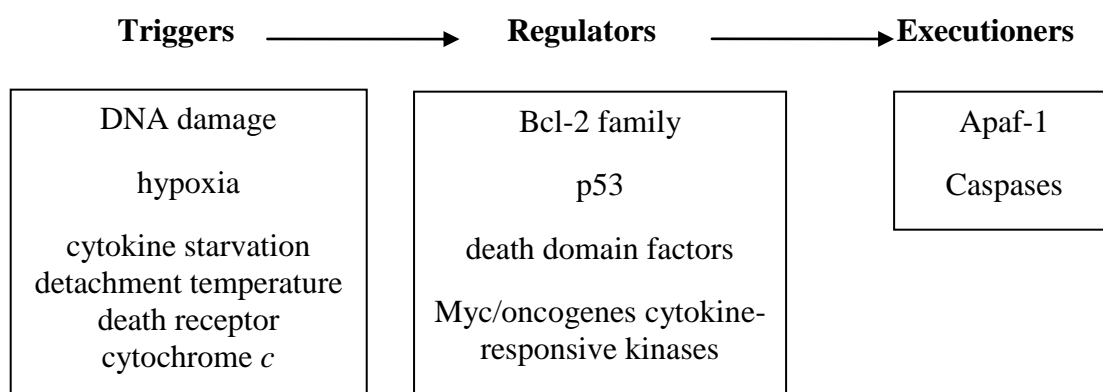 Triggers
Regulators
Executioners
DNA damage
hypoxia
cytokine starvation
detachment temperature
death receptor
cytochrome c
Bcl-2 family
p53
death domain factors
Myc/oncogenes cytokine-
responsive kinases
Apaf-1
Caspases